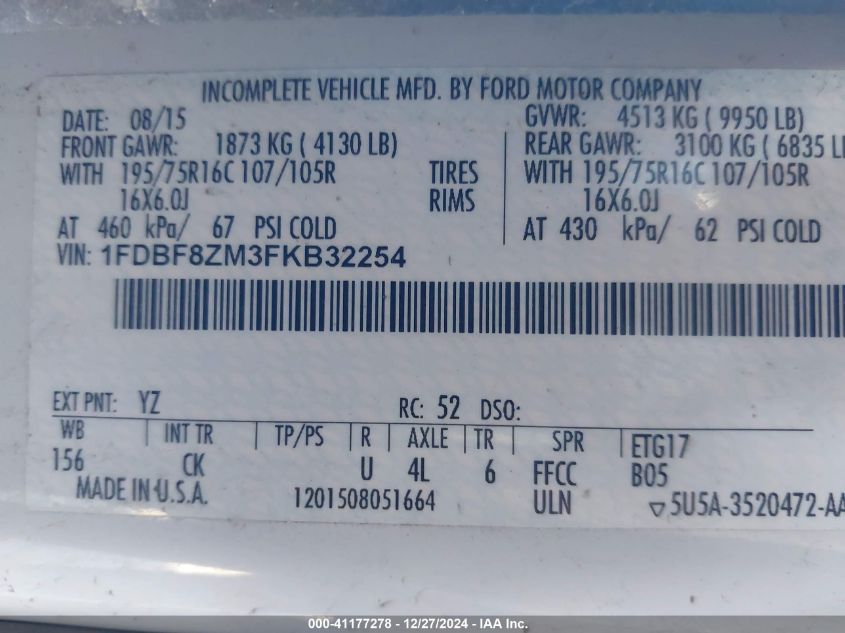 INCOMPLETE VEHICLE MFD. BY FORD MOTOR COMPANY
DATE: 08/15 GVWR: 4513 KG ( 9950 LB)
FRONT GAWR: 1873 KG ( 4130 LB) REAR GAWR: 3100 KG ( 6835 L
WITH 195/75R16C 107/105R TIRES WITH 195/75R16C 107/105R
16X6.0J RIMS 16X6.0J
AT 460 kPa/ 67 PSI COLD AT 430 kPa/ 62 PSI COLD
VIN: 1FDBF8ZM3FKB32254
EXT PNT: YZ RC: 52 DSO:
WB INT TR TP/PS R AXLE TR SPR ETG17
156 CK U 4L 6 FFCC B05
MADE IN U.S.A. 1201508051664 ULN ▽5U5A-3520472-AA
000-41177278 - 12/27/2024 - IAA Inc.